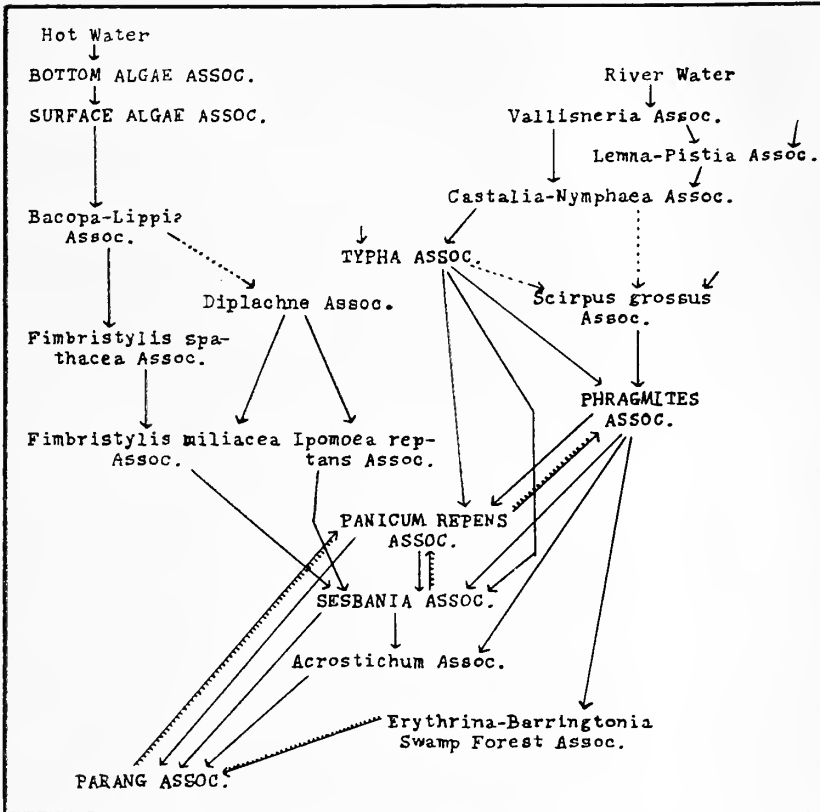 Hot Water
BOTTOM ALGAE ASSOC.
SURFACE ALGAE ASSOC.
River Water
Vallisneria Assoc.
Lemna-Pistia Assoc.
Castalia-Nymphaea Assoc.
Bacopa-Lippia
Assoc.
TYPHA ASSOC.
Diplachne Assoc.
Scirpus grossus
Assoc.
Fimbristylis spa-
thacea Assoc.
PHRAGMITES
ASSOC.
Fimbristylis miliacea
Assoc.
Ipomoea rep-
tans Assoc.
PANICUM REPENS
ASSOC.
SESBANIA ASSOC.
Acrostichum Assoc.
Erythrina-Barringtonia
Swamp Forest Assoc.
PARANG ASSOC.